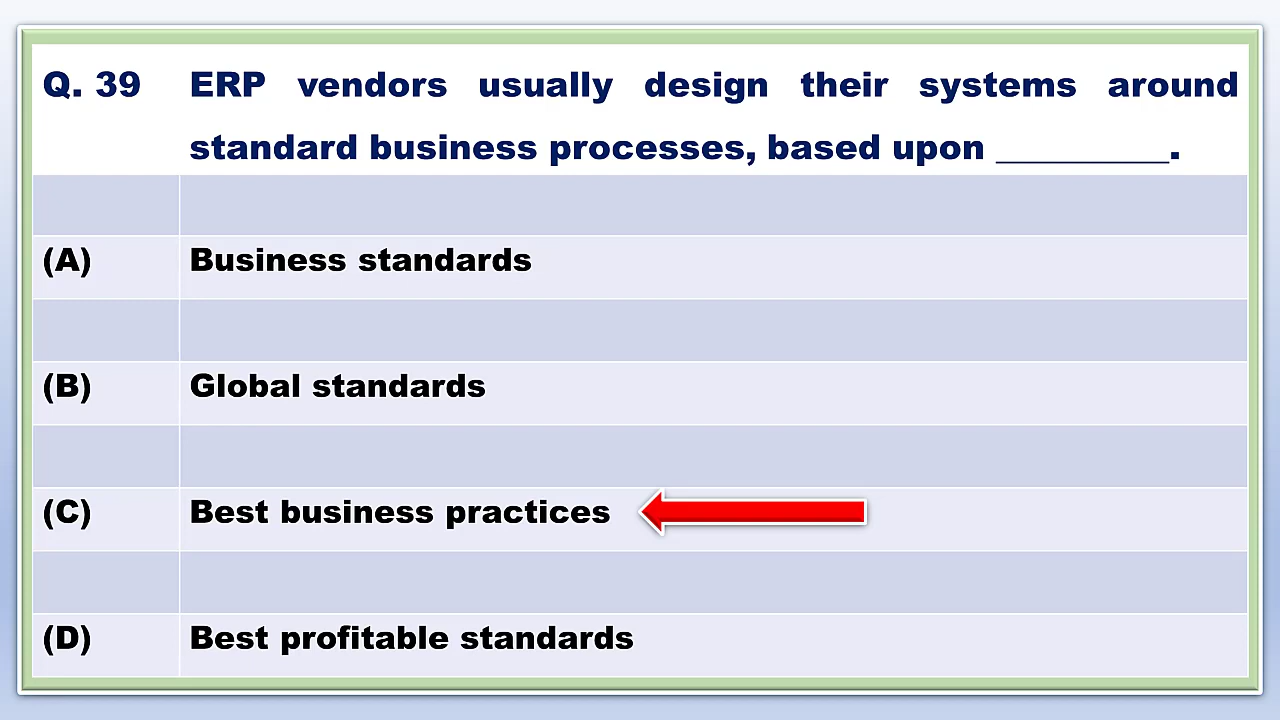 Q. 39 ERP vendors usually design their systems around
standard business processes, based upon __________.
(A) Business standards
(B) Global standards
(C) Best business practices
(D) Best profitable standards